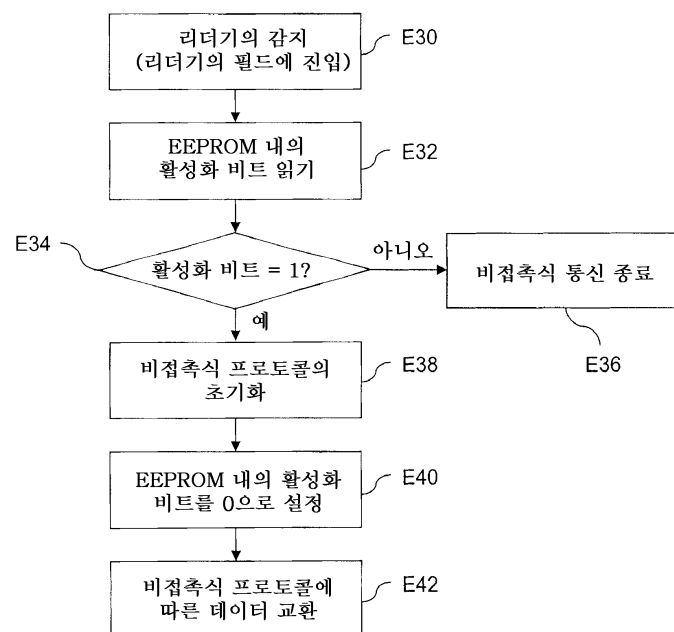 리더기의 감지
(리더기의 필드에 진입)
E30
EEPROM 내의
활성화 비트 읽기
E32
E34
활성화 비트 = 1?
아니오
비접촉식 통신 종료
E36
예
비접촉식 프로토콜의
초기화
E38
EEPROM 내의 활성화
비트를 0으로 설정
E40
비접촉식 프로토콜에
따른 데이터 교환
E42